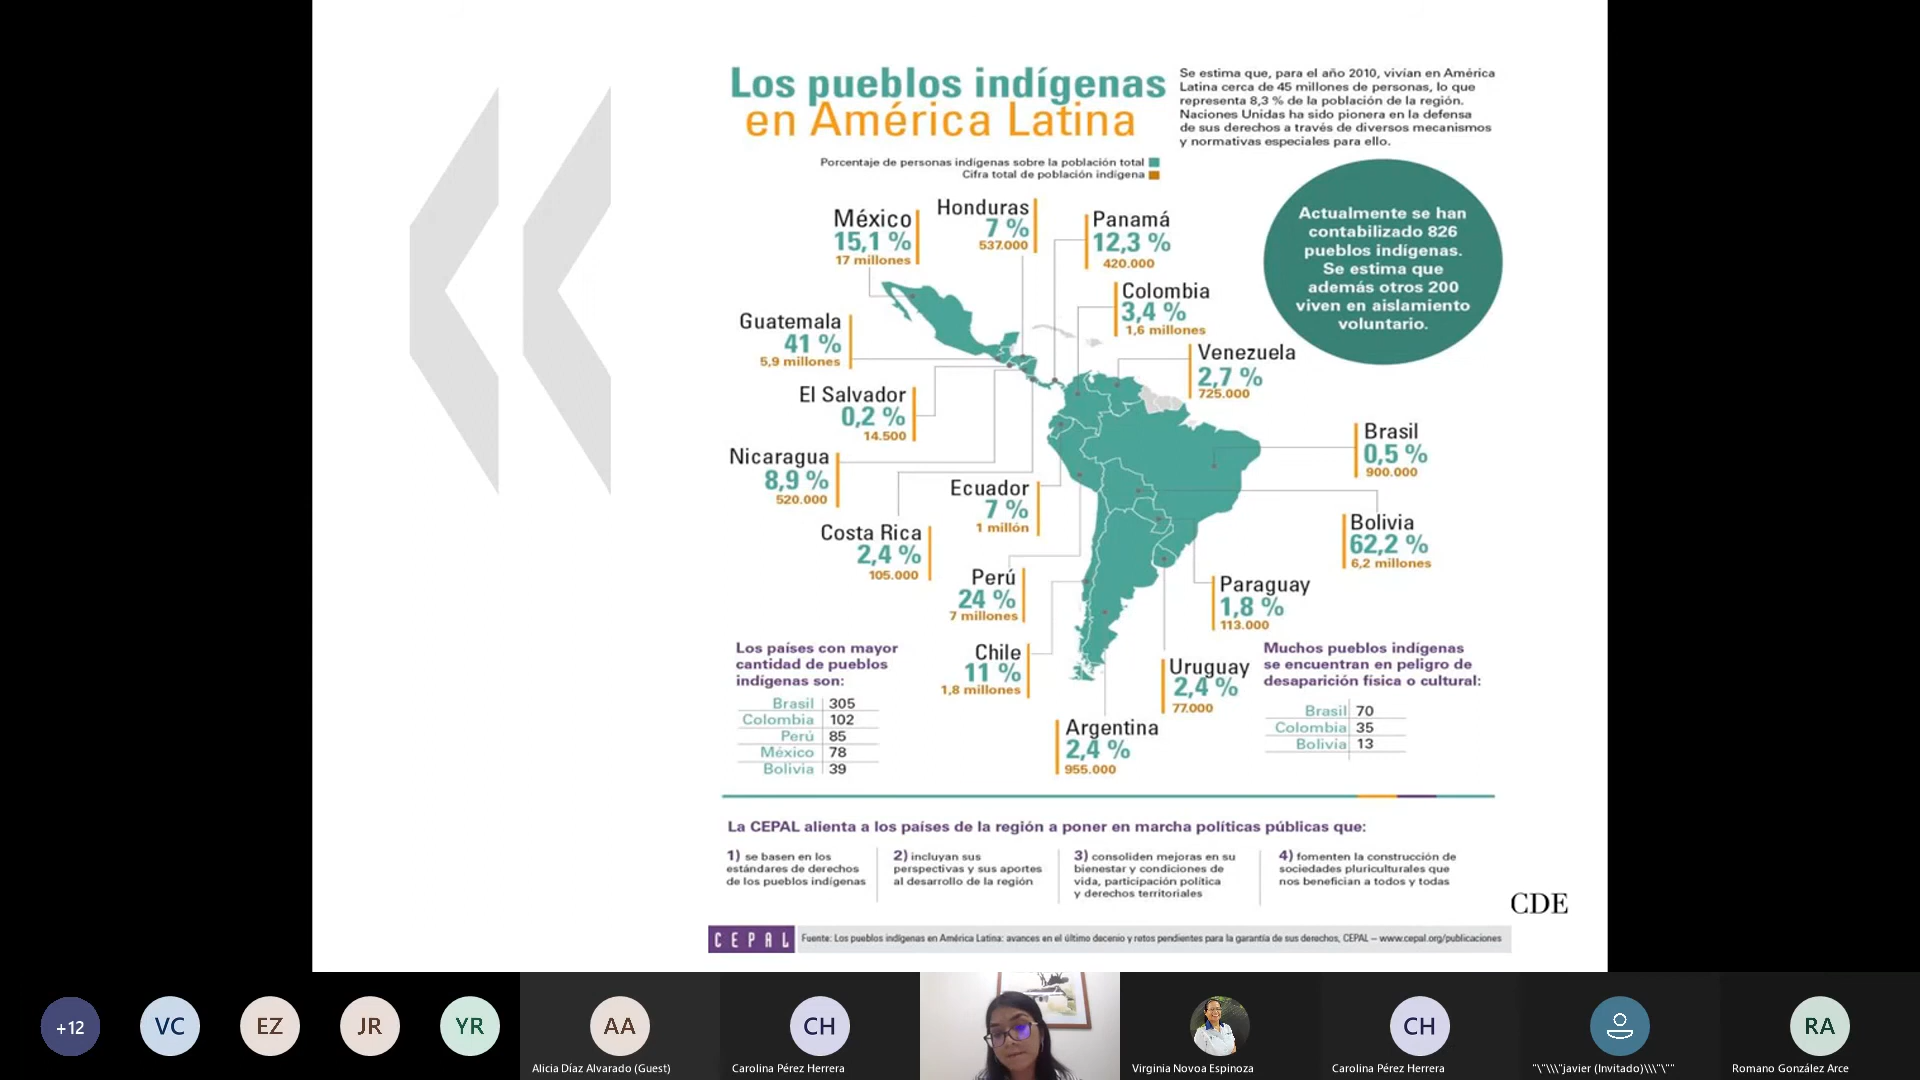 Los pueblos indígenas
en América Latina
Se estima que, para el año 2010, vivían en América
Latina cerca de 45 millones de personas, lo que
representa 8,3 % de la población de la región.
Naciones Unidas ha sido pionera en la defensa
de sus derechos a través de diversos mecanismos
y normativas especiales para ello.
Porcentaje de personas indígenas sobre la población total
Cifra total de población indígena
Actualmente se han
contabilizado 826
pueblos indígenas.
Se estima que
además otros 200
viven en aislamiento
voluntario.
México
15,1 %
17 millones
Honduras
7 %
537.000
Panamá
12,3 %
420.000
Colombia
3,4 %
1,6 millones
Guatemala
41 %
5,9 millones
Venezuela
2,7 %
725.000
El Salvador
0,2 %
14.500
Brasil
0,5 %
900.000
Nicaragua
8,9 %
520.000
Ecuador
7 %
1 millón
Bolivia
62,2 %
6,2 millones
Costa Rica
2,4 %
105.000
Perú
24 %
7 millones
Paraguay
1,8 %
113.000
Chile
11 %
1,8 millones
Uruguay
2,4 %
77.000
Argentina
2,4 %
955.000
Los países con mayor
cantidad de pueblos
indígenas son:
Brasil 305
Colombia 102
Perú 85
México 78
Bolivia 39
Muchos pueblos indígenas
se encuentran en peligro de
desaparición física o cultural:
Brasil 70
Colombia 35
Bolivia 13
La CEPAL alienta a los países de la región a poner en marcha políticas públicas que:
1) se basen en los
estándares de derechos
de los pueblos indígenas
2) incluyan sus
perspectivas y sus aportes
al desarrollo de la región
3) consoliden mejoras en su
bienestar y condiciones de
vida, participación política
y derechos territoriales
4) fomenten la construcción de
sociedades pluriculturales que
nos benefician a todos y todas
CDE
CEPAL
Fuente: Los pueblos indígenas en América Latina: avances en el último decenio y retos pendientes para la garantía de sus derechos, CEPAL – www.cepal.org/publicaciones
+12
VC
EZ
JR
YR
AA
CH
CH
RA
Alicia Díaz Alvarado (Guest)
Carolina Pérez Herrera
Virginia Novoa Espinoza
Carolina Pérez Herrera
"\"\\\"javier (Invitado)\\\"\""
Romano González Arce